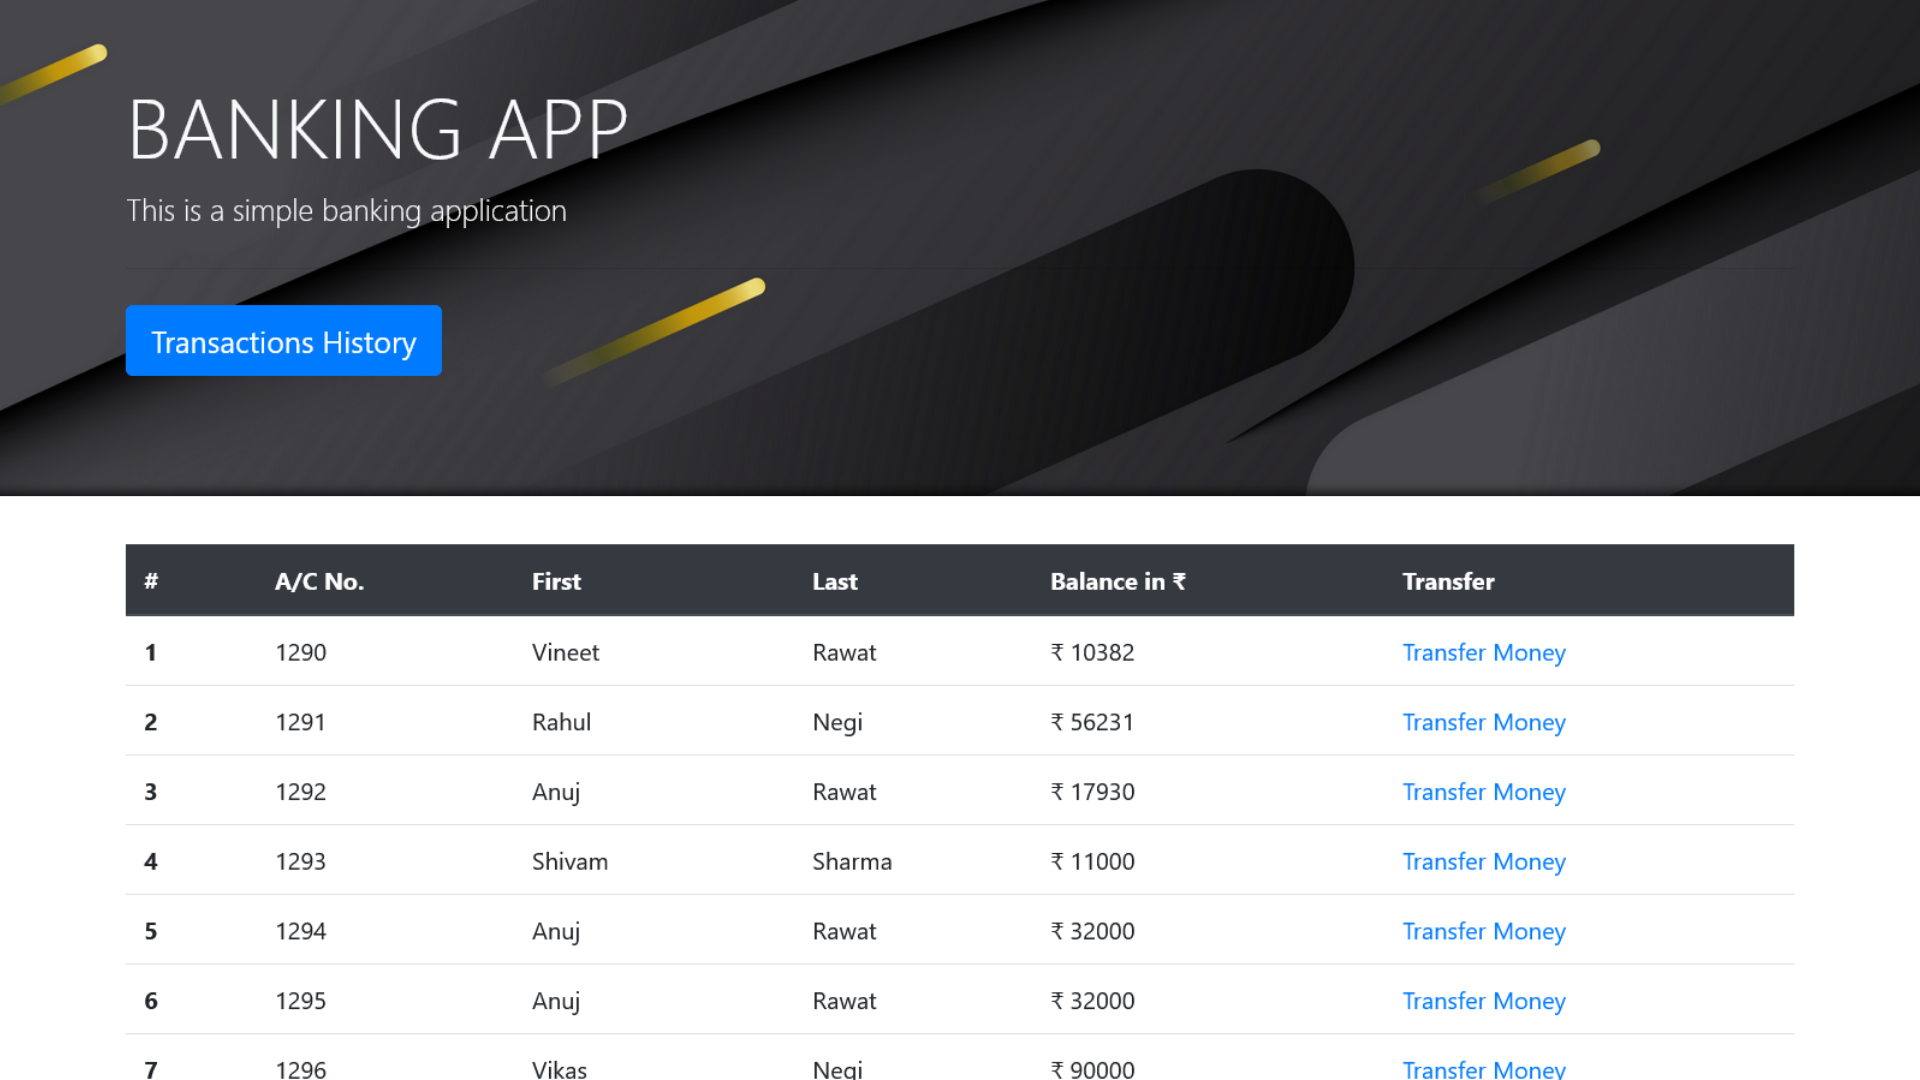 BANKING APP
This is a simple banking application
Transactions History
# A/C No. First Last Balance in ₹ Transfer
1 1290 Vineet Rawat ₹ 10382 Transfer Money
2 1291 Rahul Negi ₹ 56231 Transfer Money
3 1292 Anuj Rawat ₹ 17930 Transfer Money
4 1293 Shivam Sharma ₹ 11000 Transfer Money
5 1294 Anuj Rawat ₹ 32000 Transfer Money
6 1295 Anuj Rawat ₹ 32000 Transfer Money
7 1296 Vikas Negi ₹ 90000 Transfer Money